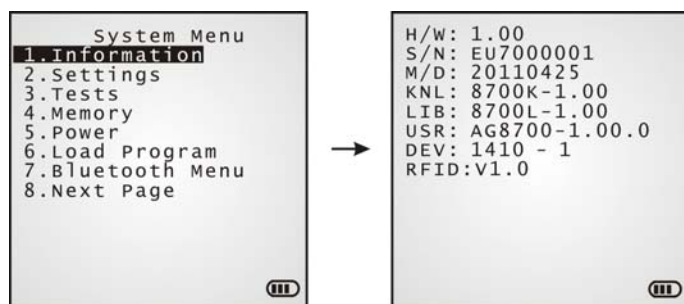 System Menu
1.Information
2.Settings
3.Tests
4.Memory
5.Power
6.Load Program
7.Bluetooth Menu
8.Next Page
H/W: 1.00
S/N: EU7000001
M/D: 20110425
KNL: 8700K-1.00
LIB: 8700L-1.00
USR: AG8700-1.00.0
DEV: 1410 - 1
RFID:V1.0